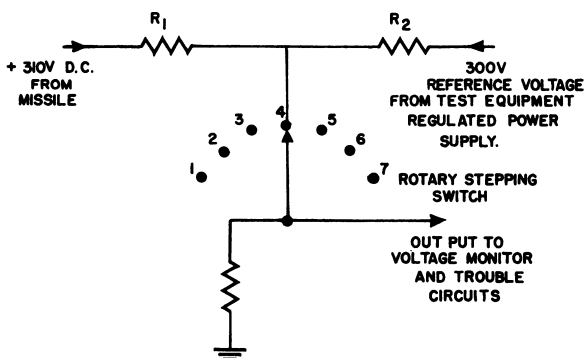 R1
R2
+ 310V D.C.
FROM
MISSILE
300V
REFERENCE VOLTAGE
FROM TEST EQUIPMENT
REGULATED POWER
SUPPLY.
1
2
3
4
5
6
7
ROTARY STEPPING
SWITCH
OUT PUT TO
VOLTAGE MONITOR
AND TROUBLE
CIRCUITS